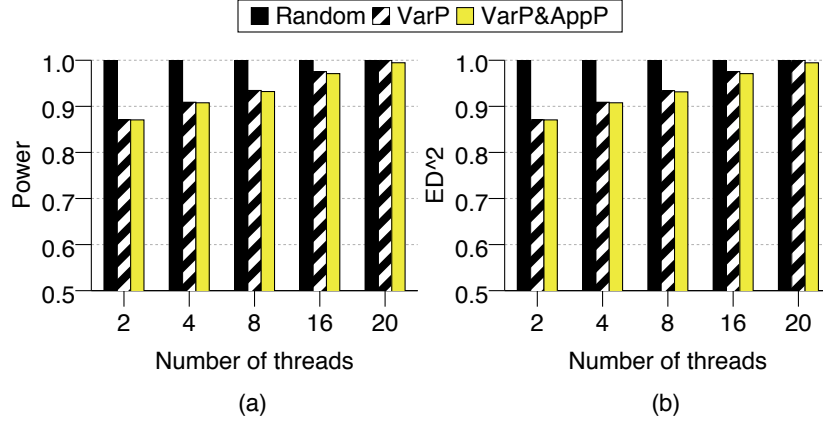 Random VarP VarP&AppP
Power
1.0
0.9
0.8
0.7
0.6
0.5
2 4 8 16 20
Number of threads
(a)
ED^2
1.0
0.9
0.8
0.7
0.6
0.5
2 4 8 16 20
Number of threads
(b)